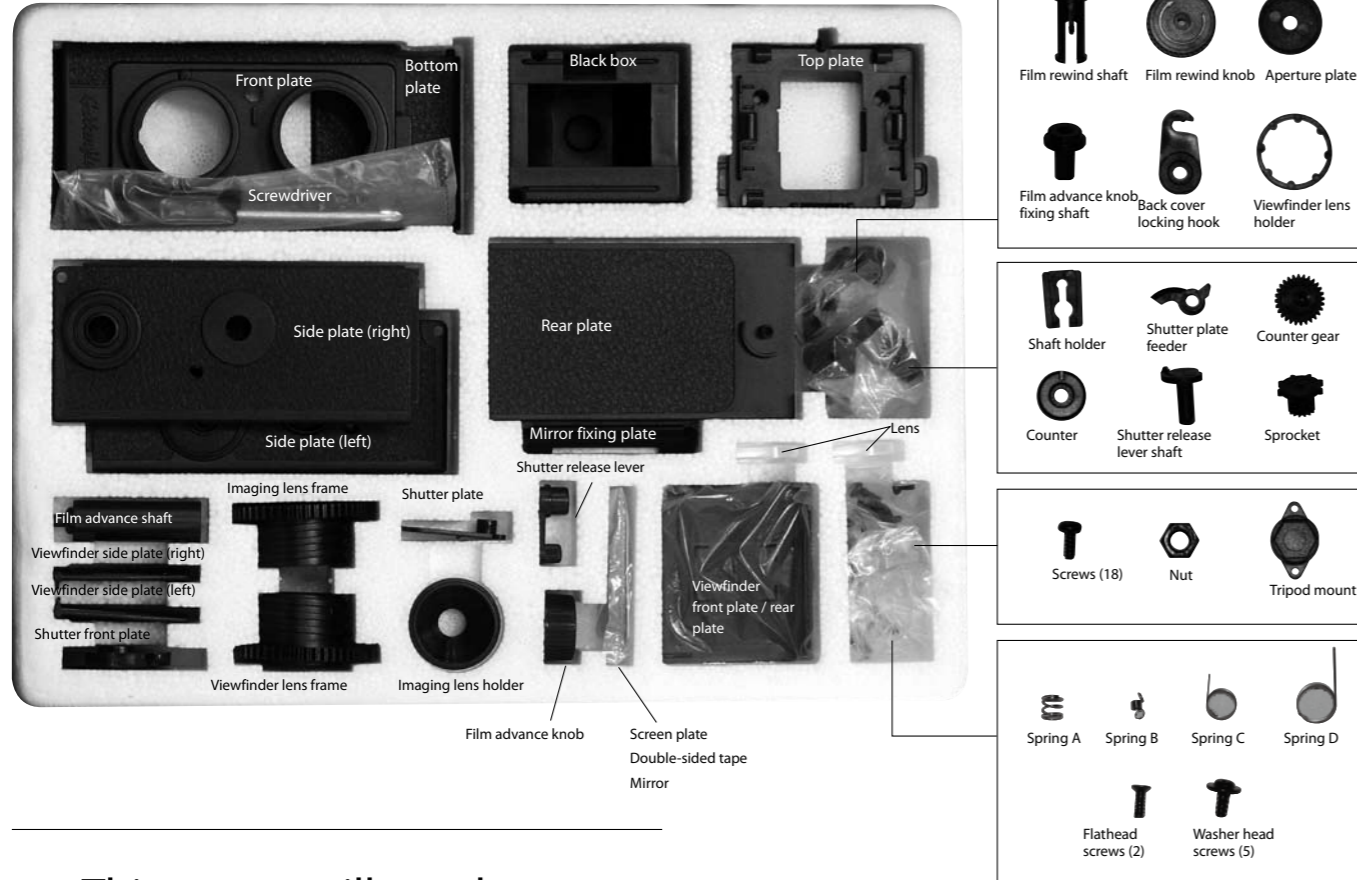 Front plate
Bottom
plate
Black box
Top plate
Screwdriver
Side plate (right)
Rear plate
Side plate (left)
Mirror fixing plate
Lens
Shutter release lever
Imaging lens frame
Shutter plate
Film advance shaft
Viewfinder side plate (right)
Viewfinder side plate (left)
Shutter front plate
Viewfinder
front plate / rear
plate
Viewfinder lens frame
Imaging lens holder
Film advance knob
Screen plate
Double-sided tape
Mirror
Film rewind shaft
Film rewind knob
Aperture plate
Film advance knob
fixing shaft
Back cover
locking hook
Viewfinder lens
holder
Shaft holder
Shutter plate
feeder
Counter gear
Counter
Shutter release
lever shaft
Sprocket
Screws (18)
Nut
Tripod mount
Spring A
Spring B
Spring C
Spring D
Flathead
screws (2)
Washer head
screws (5)